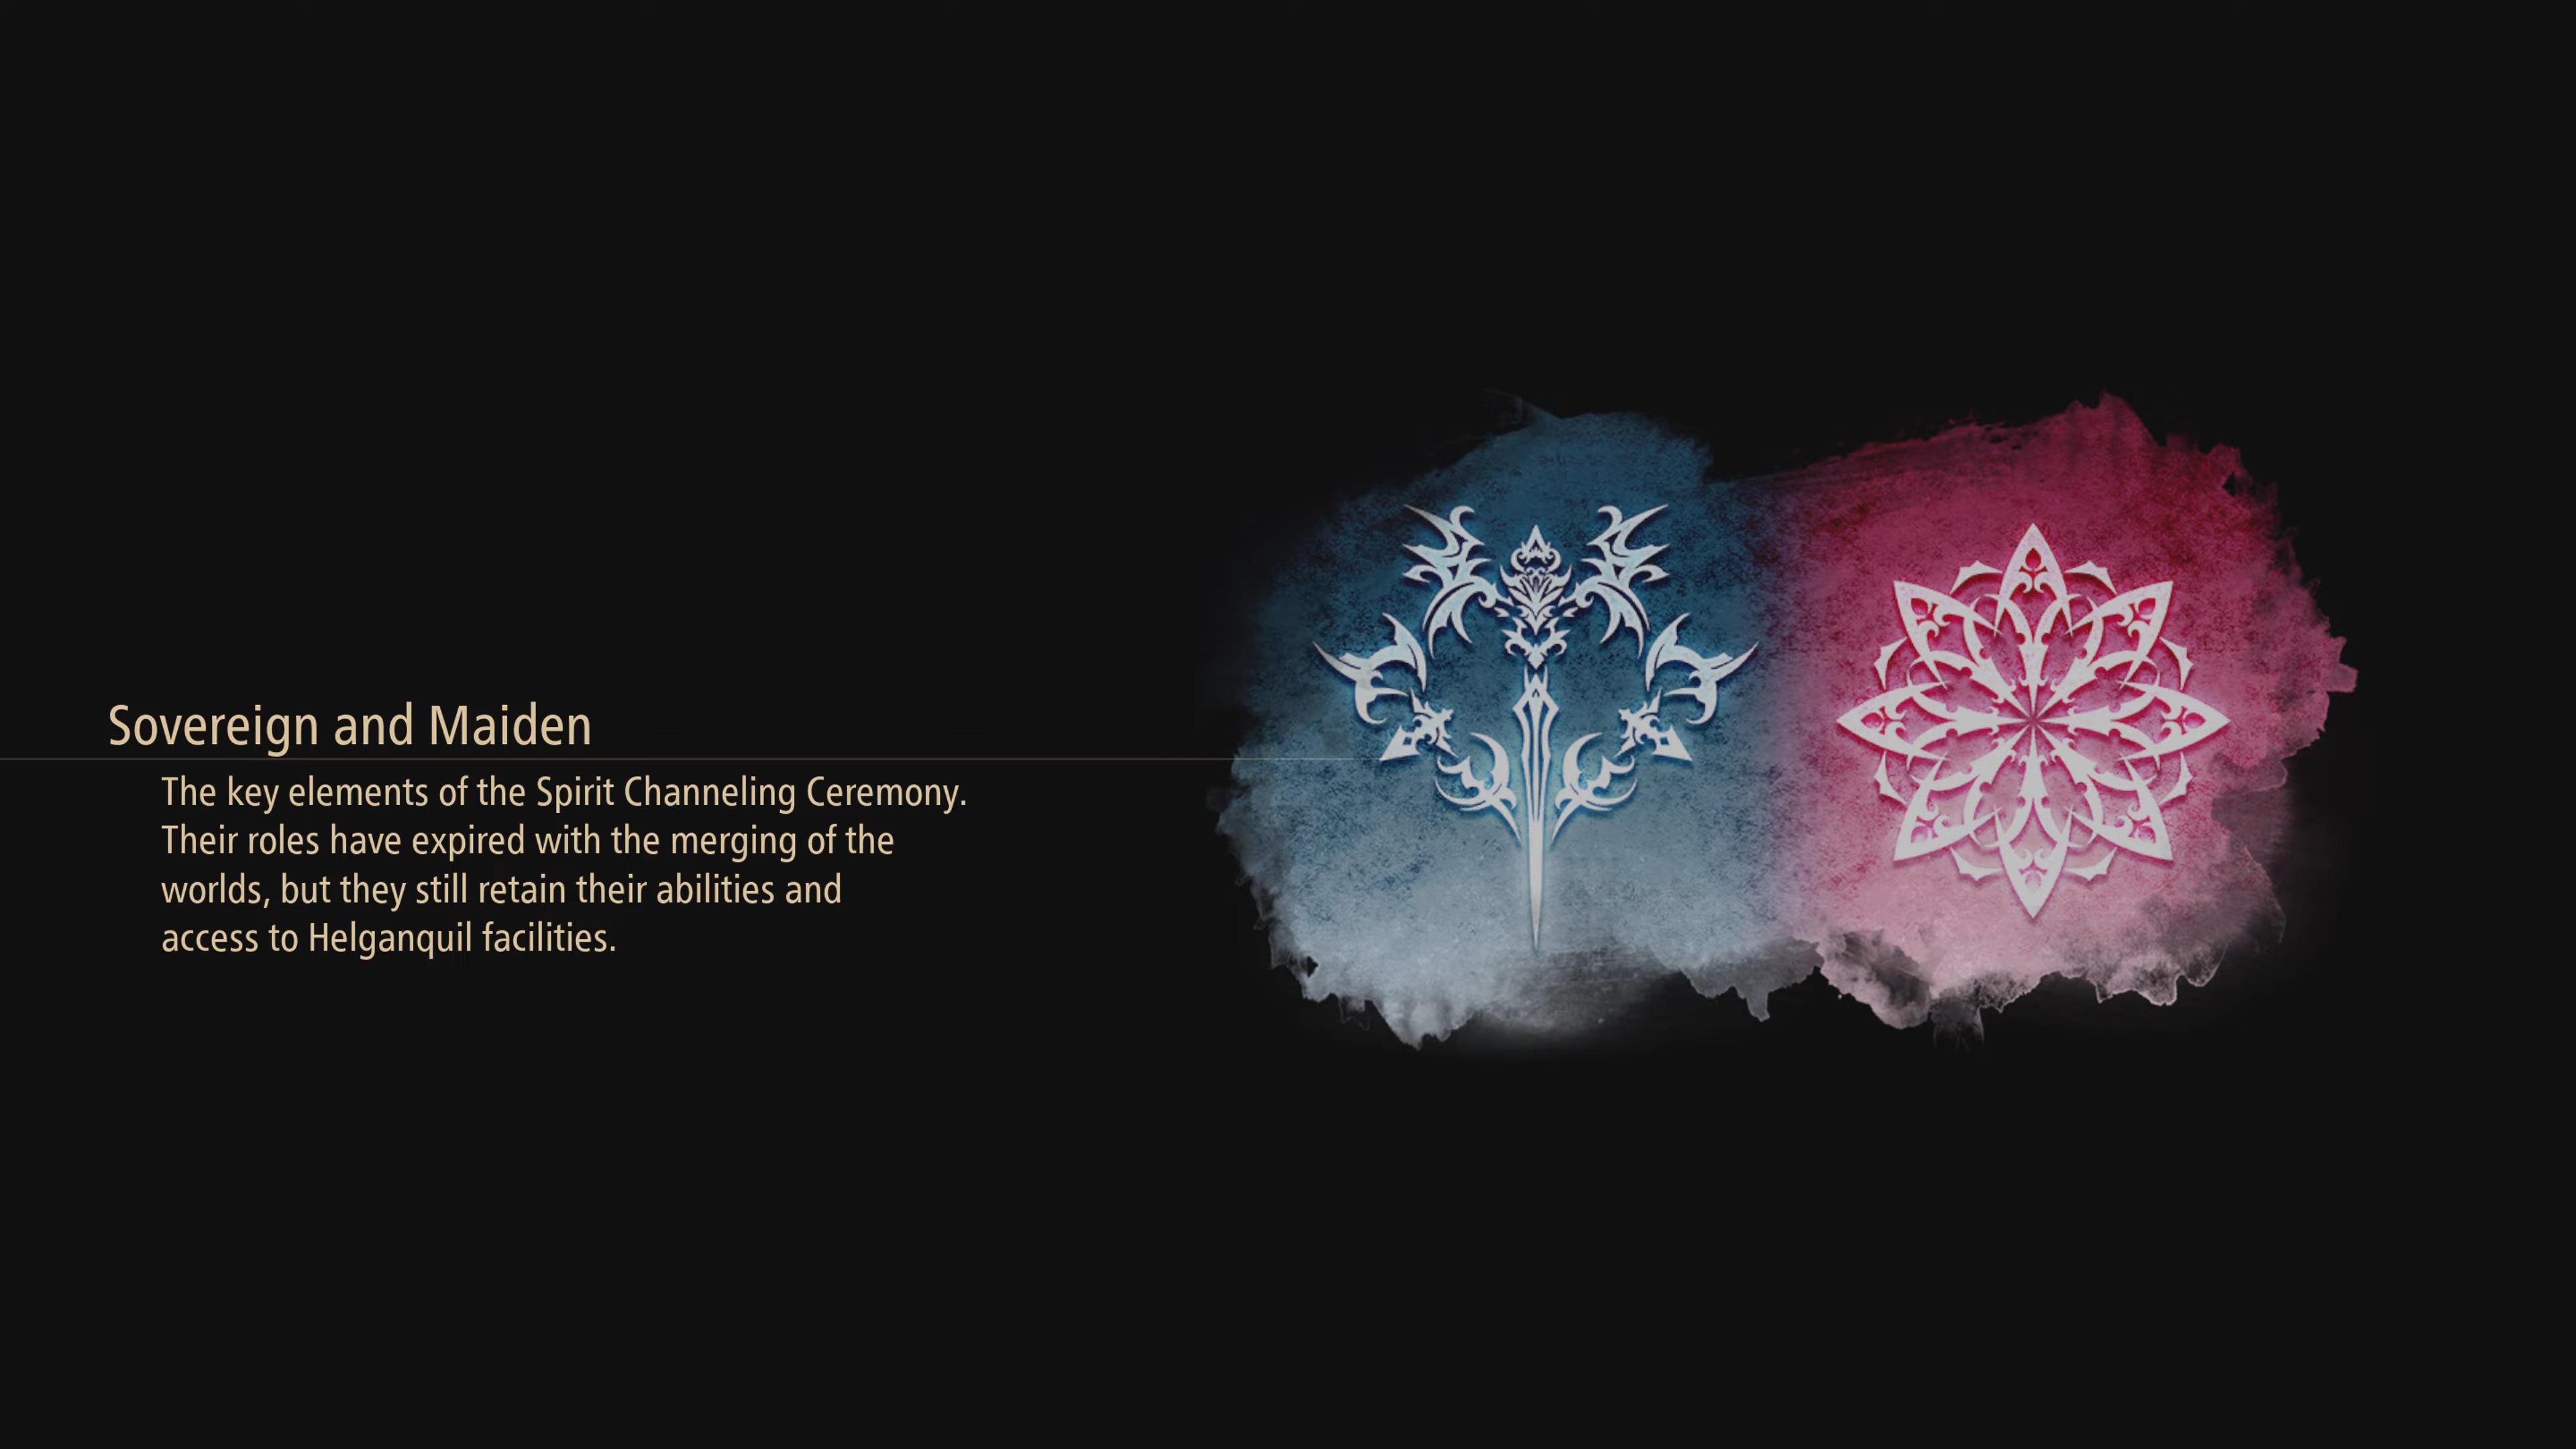 Sovereign and Maiden
The key elements of the Spirit Channeling Ceremony.
Their roles have expired with the merging of the
worlds, but they still retain their abilities and
access to Helganquil facilities.